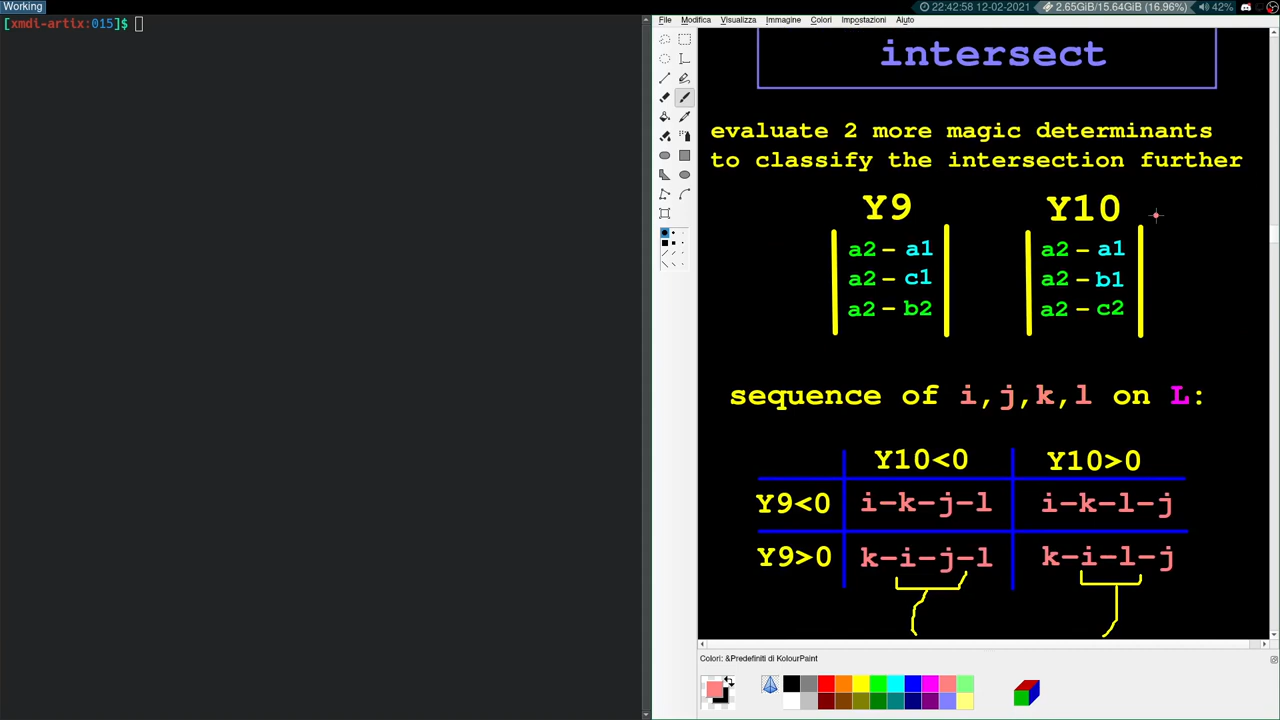 Working
22:42:58 12-02-2021
2.65GiB/15.64GiB (16.96%)
42%
[xmdi-artix:015]$
File Modifica Visualizza Immagine Colori Impostazioni Aiuto
intersect
evaluate 2 more magic determinants
to classify the intersection further
Y9 Y10
a2-a1 a2-a1
a2-c1 a2-b1
a2-b2 a2-c2
sequence of i,j,k,l on L:
Y10<0 Y10>0
Y9<0 i-k-j-l i-k-l-j
Y9>0 k-i-j-l k-i-l-j
Colori: &Predefiniti di KolourPaint